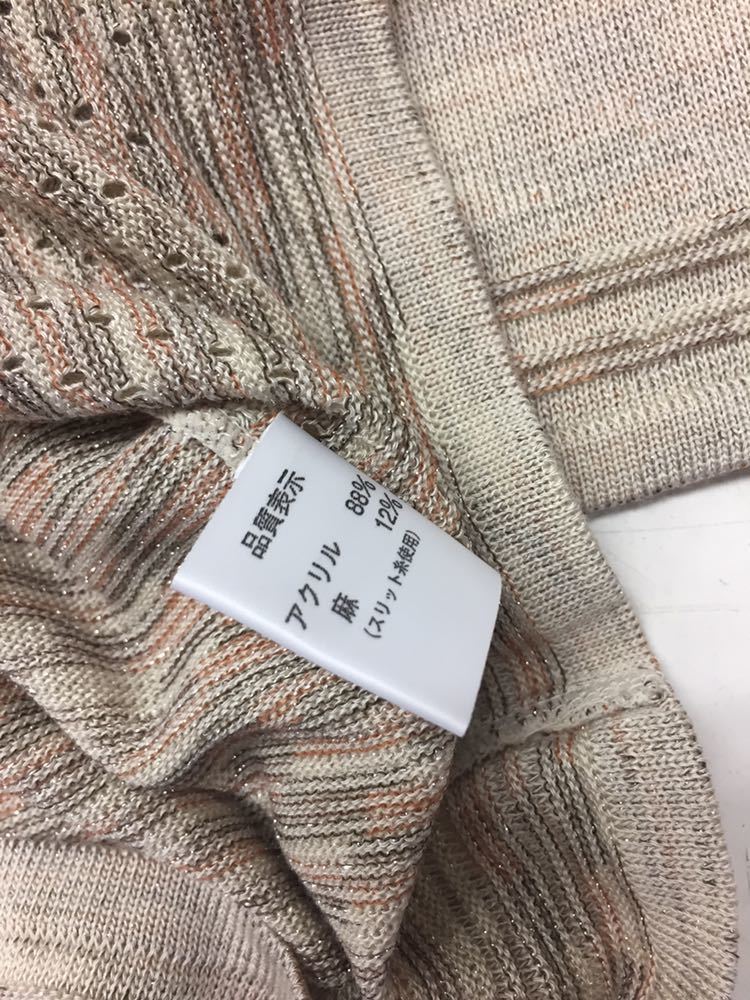 品質表示
アクリル 88%
麻 12%
(スリット糸使用)